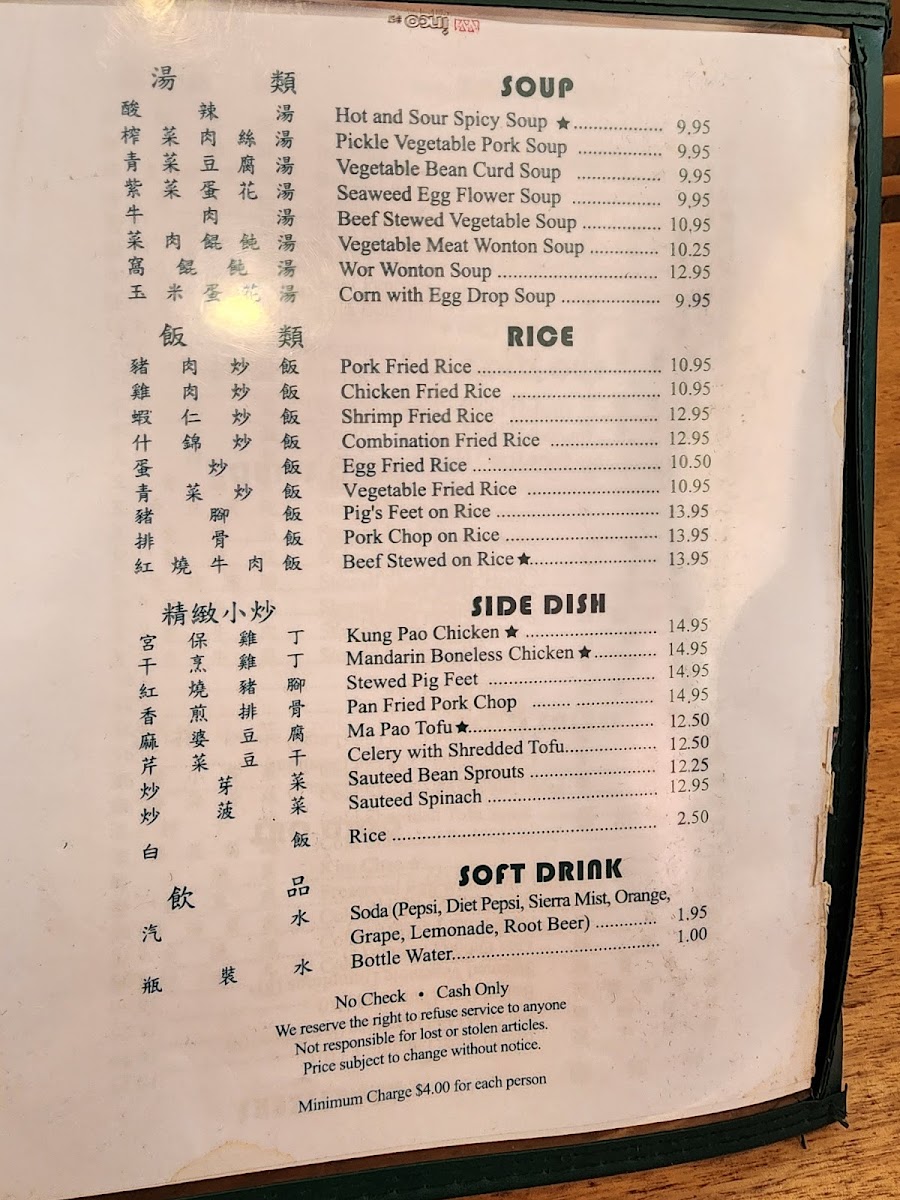 湯類 SOUP
酸辣湯 Hot and Sour Spicy Soup ★ 9.95
榨菜肉絲湯 Pickle Vegetable Pork Soup 9.95
青菜豆腐湯 Vegetable Bean Curd Soup 9.95
紫菜蛋花湯 Seaweed Egg Flower Soup 9.95
牛肉湯 Beef Stewed Vegetable Soup 10.95
菜肉餛飩湯 Vegetable Meat Wonton Soup 10.25
窩餛飩湯 Wor Wonton Soup 12.95
玉米蛋花湯 Corn with Egg Drop Soup 9.95
飯類 RICE
豬肉炒飯 Pork Fried Rice 10.95
雞肉炒飯 Chicken Fried Rice 10.95
蝦仁炒飯 Shrimp Fried Rice 12.95
什錦炒飯 Combination Fried Rice 12.95
蛋炒飯 Egg Fried Rice 10.50
青菜炒飯 Vegetable Fried Rice 10.95
豬腳飯 Pig's Feet on Rice 13.95
排骨飯 Pork Chop on Rice 13.95
紅燒牛肉飯 Beef Stewed on Rice ★ 13.95
精緻小炒 SIDE DISH
宮保雞丁 Kung Pao Chicken ★ 14.95
干烹雞丁 Mandarin Boneless Chicken ★ 14.95
紅燒豬腳 Stewed Pig Feet 14.95
香煎排骨 Pan Fried Pork Chop 14.95
麻婆豆腐 Ma Pao Tofu ★ 12.50
芹菜豆干 Celery with Shredded Tofu 12.50
炒芽菜 Sauteed Bean Sprouts 12.25
炒菠菜 Sauteed Spinach 12.95
白飯 Rice 2.50
飲品 SOFT DRINK
汽水 Soda (Pepsi, Diet Pepsi, Sierra Mist, Orange,
Grape, Lemonade, Root Beer) 1.95
瓶裝水 Bottle Water 1.00
No Check • Cash Only
We reserve the right to refuse service to anyone
Not responsible for lost or stolen articles.
Price subject to change without notice.
Minimum Charge $4.00 for each person